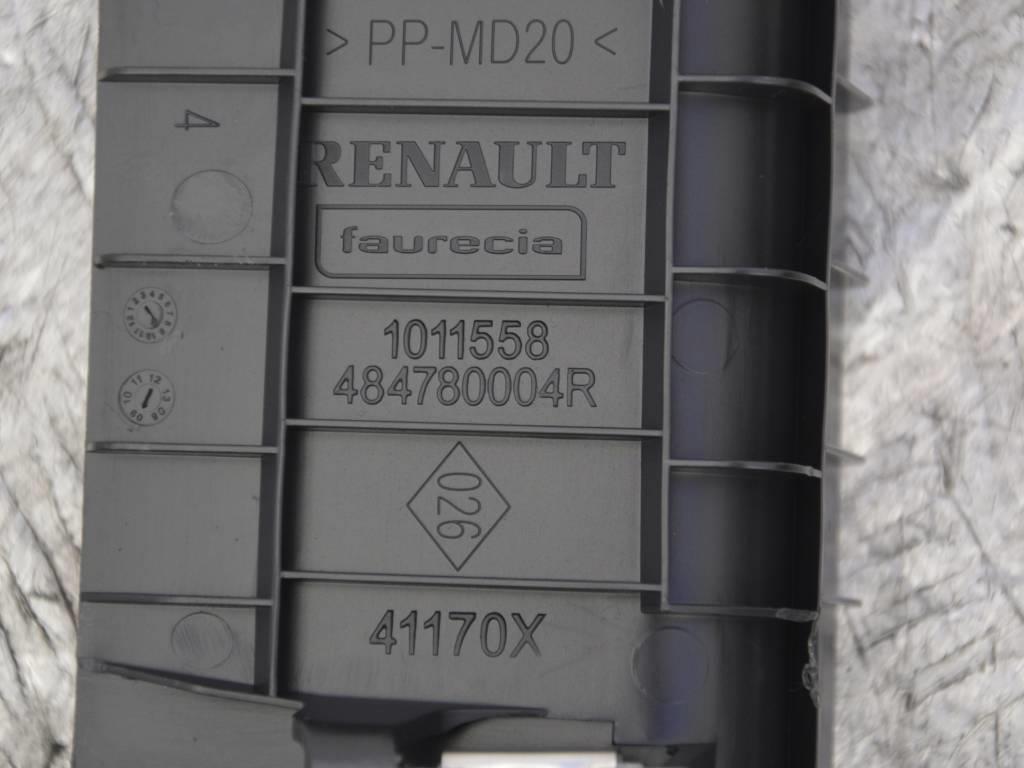 > PP-MD20 <
4
RENAULT
faurecia
1011558
484780004R
026
41170X